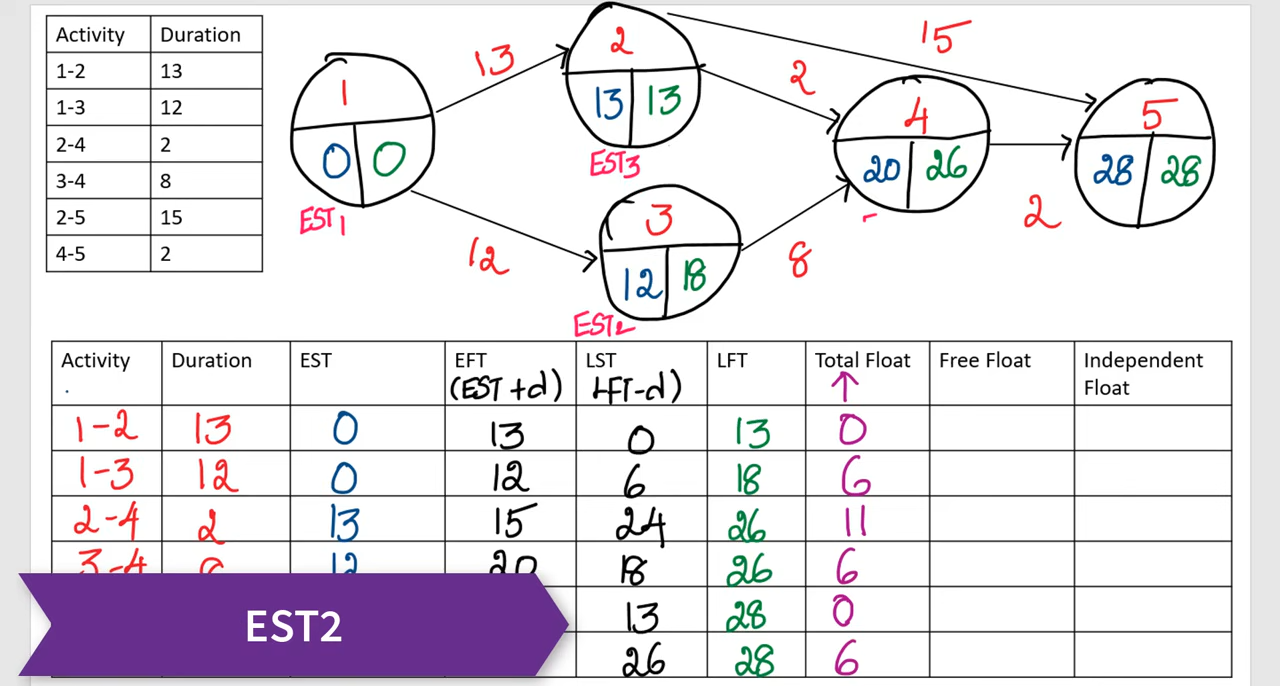 Activity Duration
1-2 13
1-3 12
2-4 2
3-4 8
2-5 15
4-5 2
1
0 0
EST1
13
12
2
13 13
EST3
3
12 18
EST2
15
2
8
4
20 26
2
5
28 28
Activity Duration EST EFT (EST+d) LST LFT-d) LFT Total Float Free Float Independent Float
1-2 13 0 13 0 13 0
1-3 12 0 12 6 18 6
2-4 2 13 15 24 26 11
3-4 12 20 18 26 6
13 28 0
26 28 6
EST2